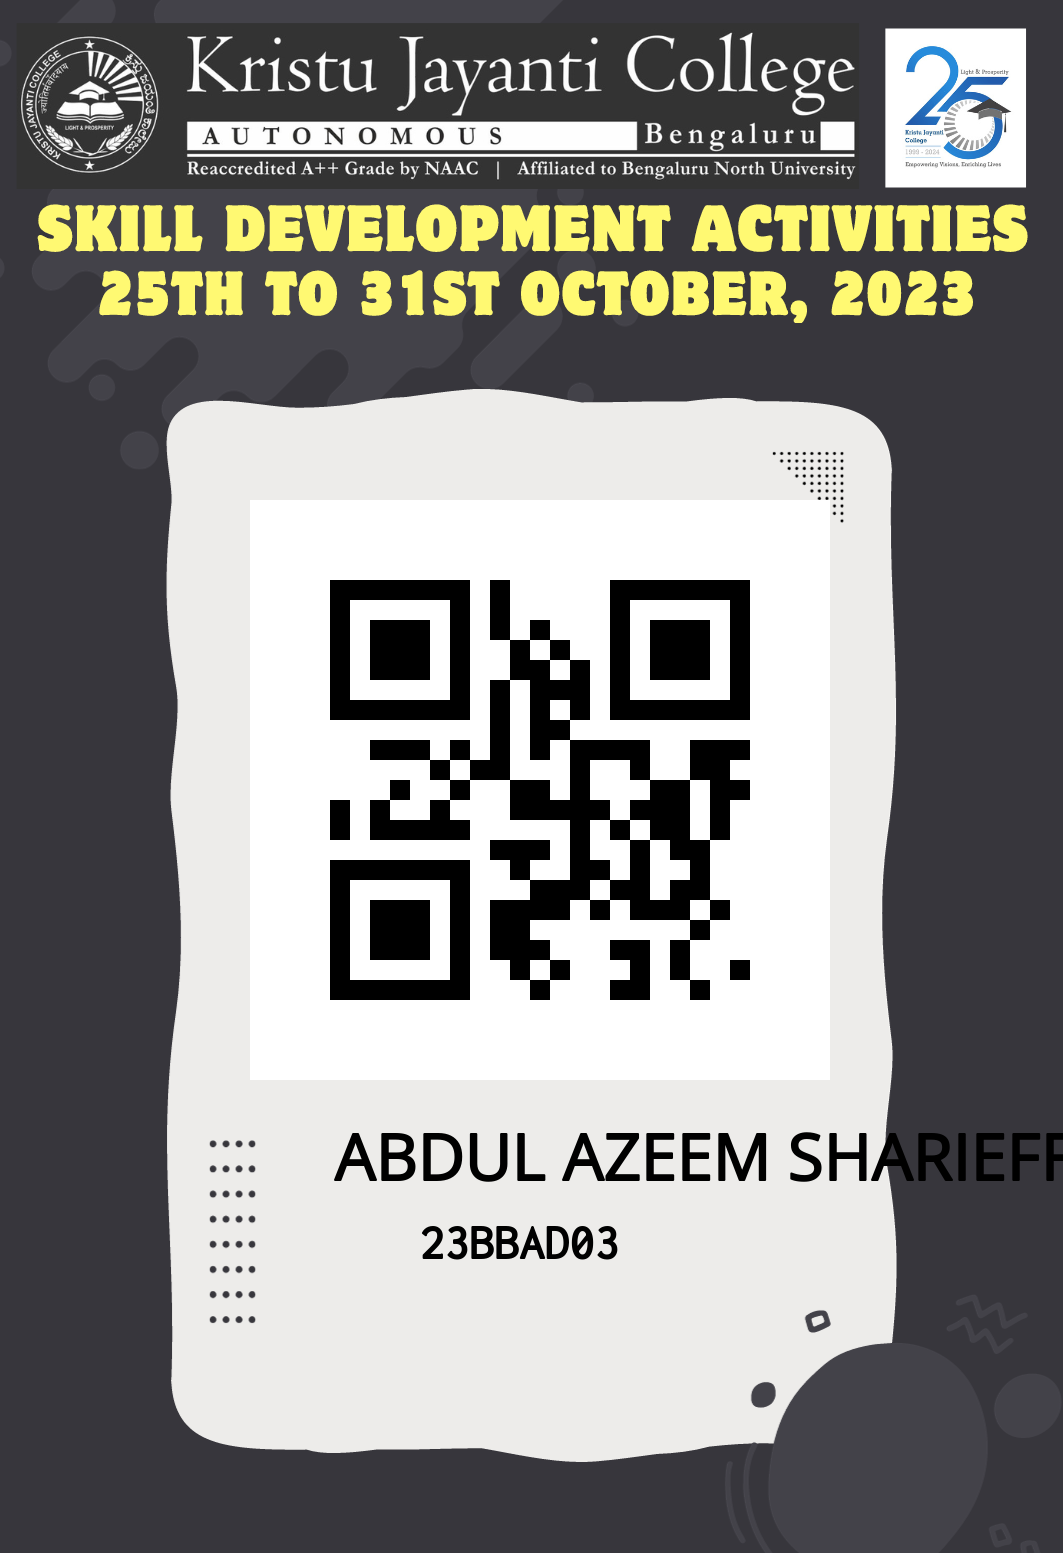 Kristu Jayanti College
AUTONOMOUS Bengaluru
Reaccredited A++ Grade by NAAC | Affiliated to Bengaluru North University
KRISTU JAYANTI COLLEGE
LIGHT & PROSPERITY
25
Light & Prosperity
Kristu Jayanti
College
1999 - 2024
Empowering Visions, Enriching Lives
SKILL DEVELOPMENT ACTIVITIES
25TH TO 31ST OCTOBER, 2023
ABDUL AZEEM SHARIEFF
23BBAD03